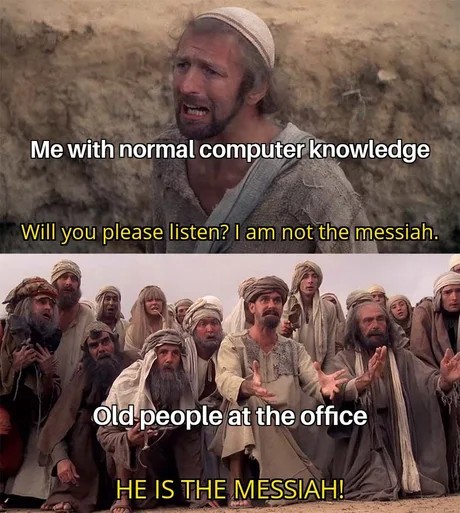 Me with normal computer knowledge
Will you please listen? I am not the messiah.
Old people at the office
HE IS THE MESSIAH!